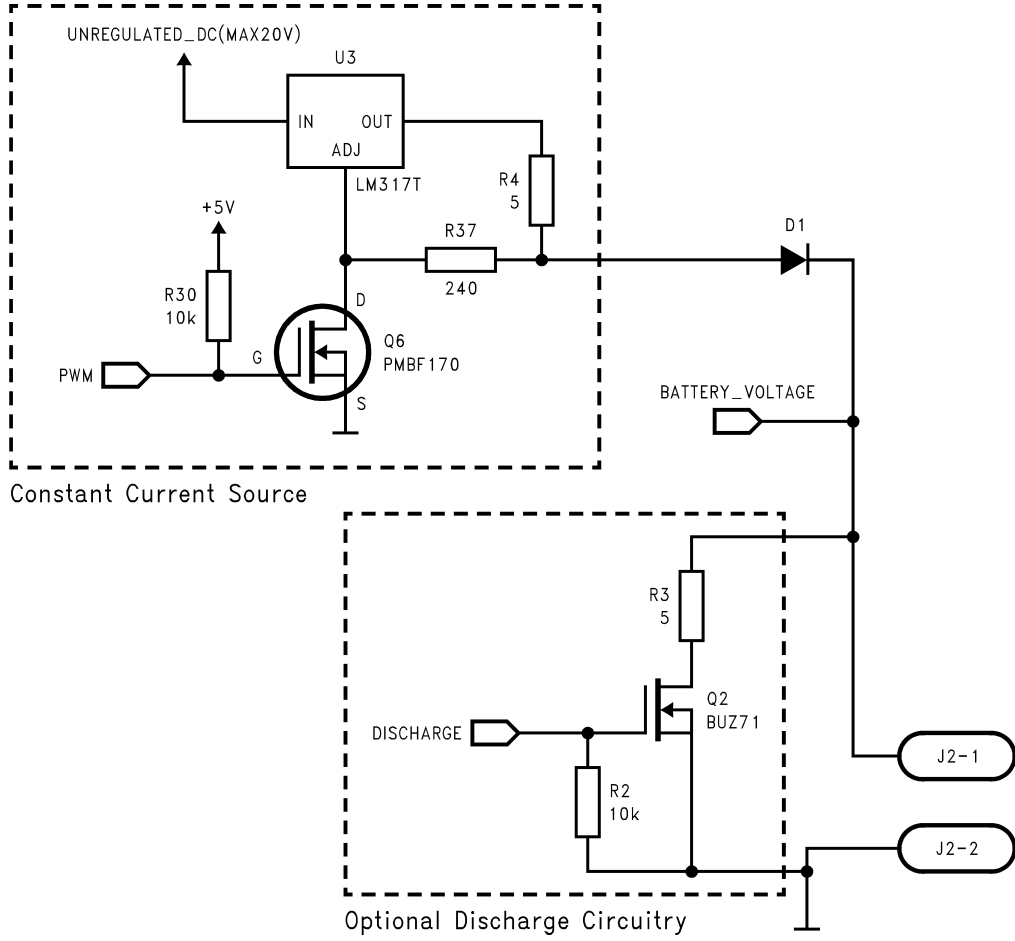 UNREGULATED_DC(MAX20V)
U3
IN
OUT
ADJ
LM317T
R4
5
+5V
R37
240
D1
R30
10k
D
G
Q6
PMBF170
PWM
S
BATTERY_VOLTAGE
Constant Current Source
R3
5
Q2
BUZ71
DISCHARGE
R2
10k
J2-1
J2-2
Optional Discharge Circuitry